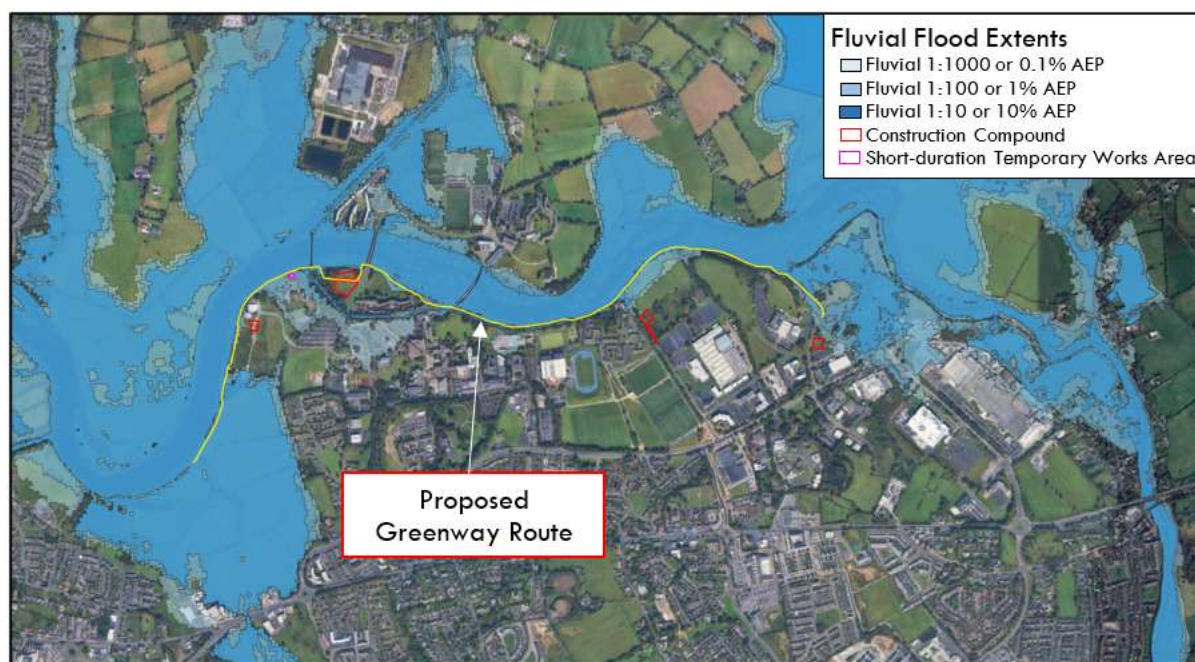 Fluvial Flood Extents
Fluvial 1:1000 or 0.1% AEP
Fluvial 1:100 or 1% AEP
Fluvial 1:10 or 10% AEP
Construction Compound
Short-duration Temporary Works Area
Proposed
Greenway Route